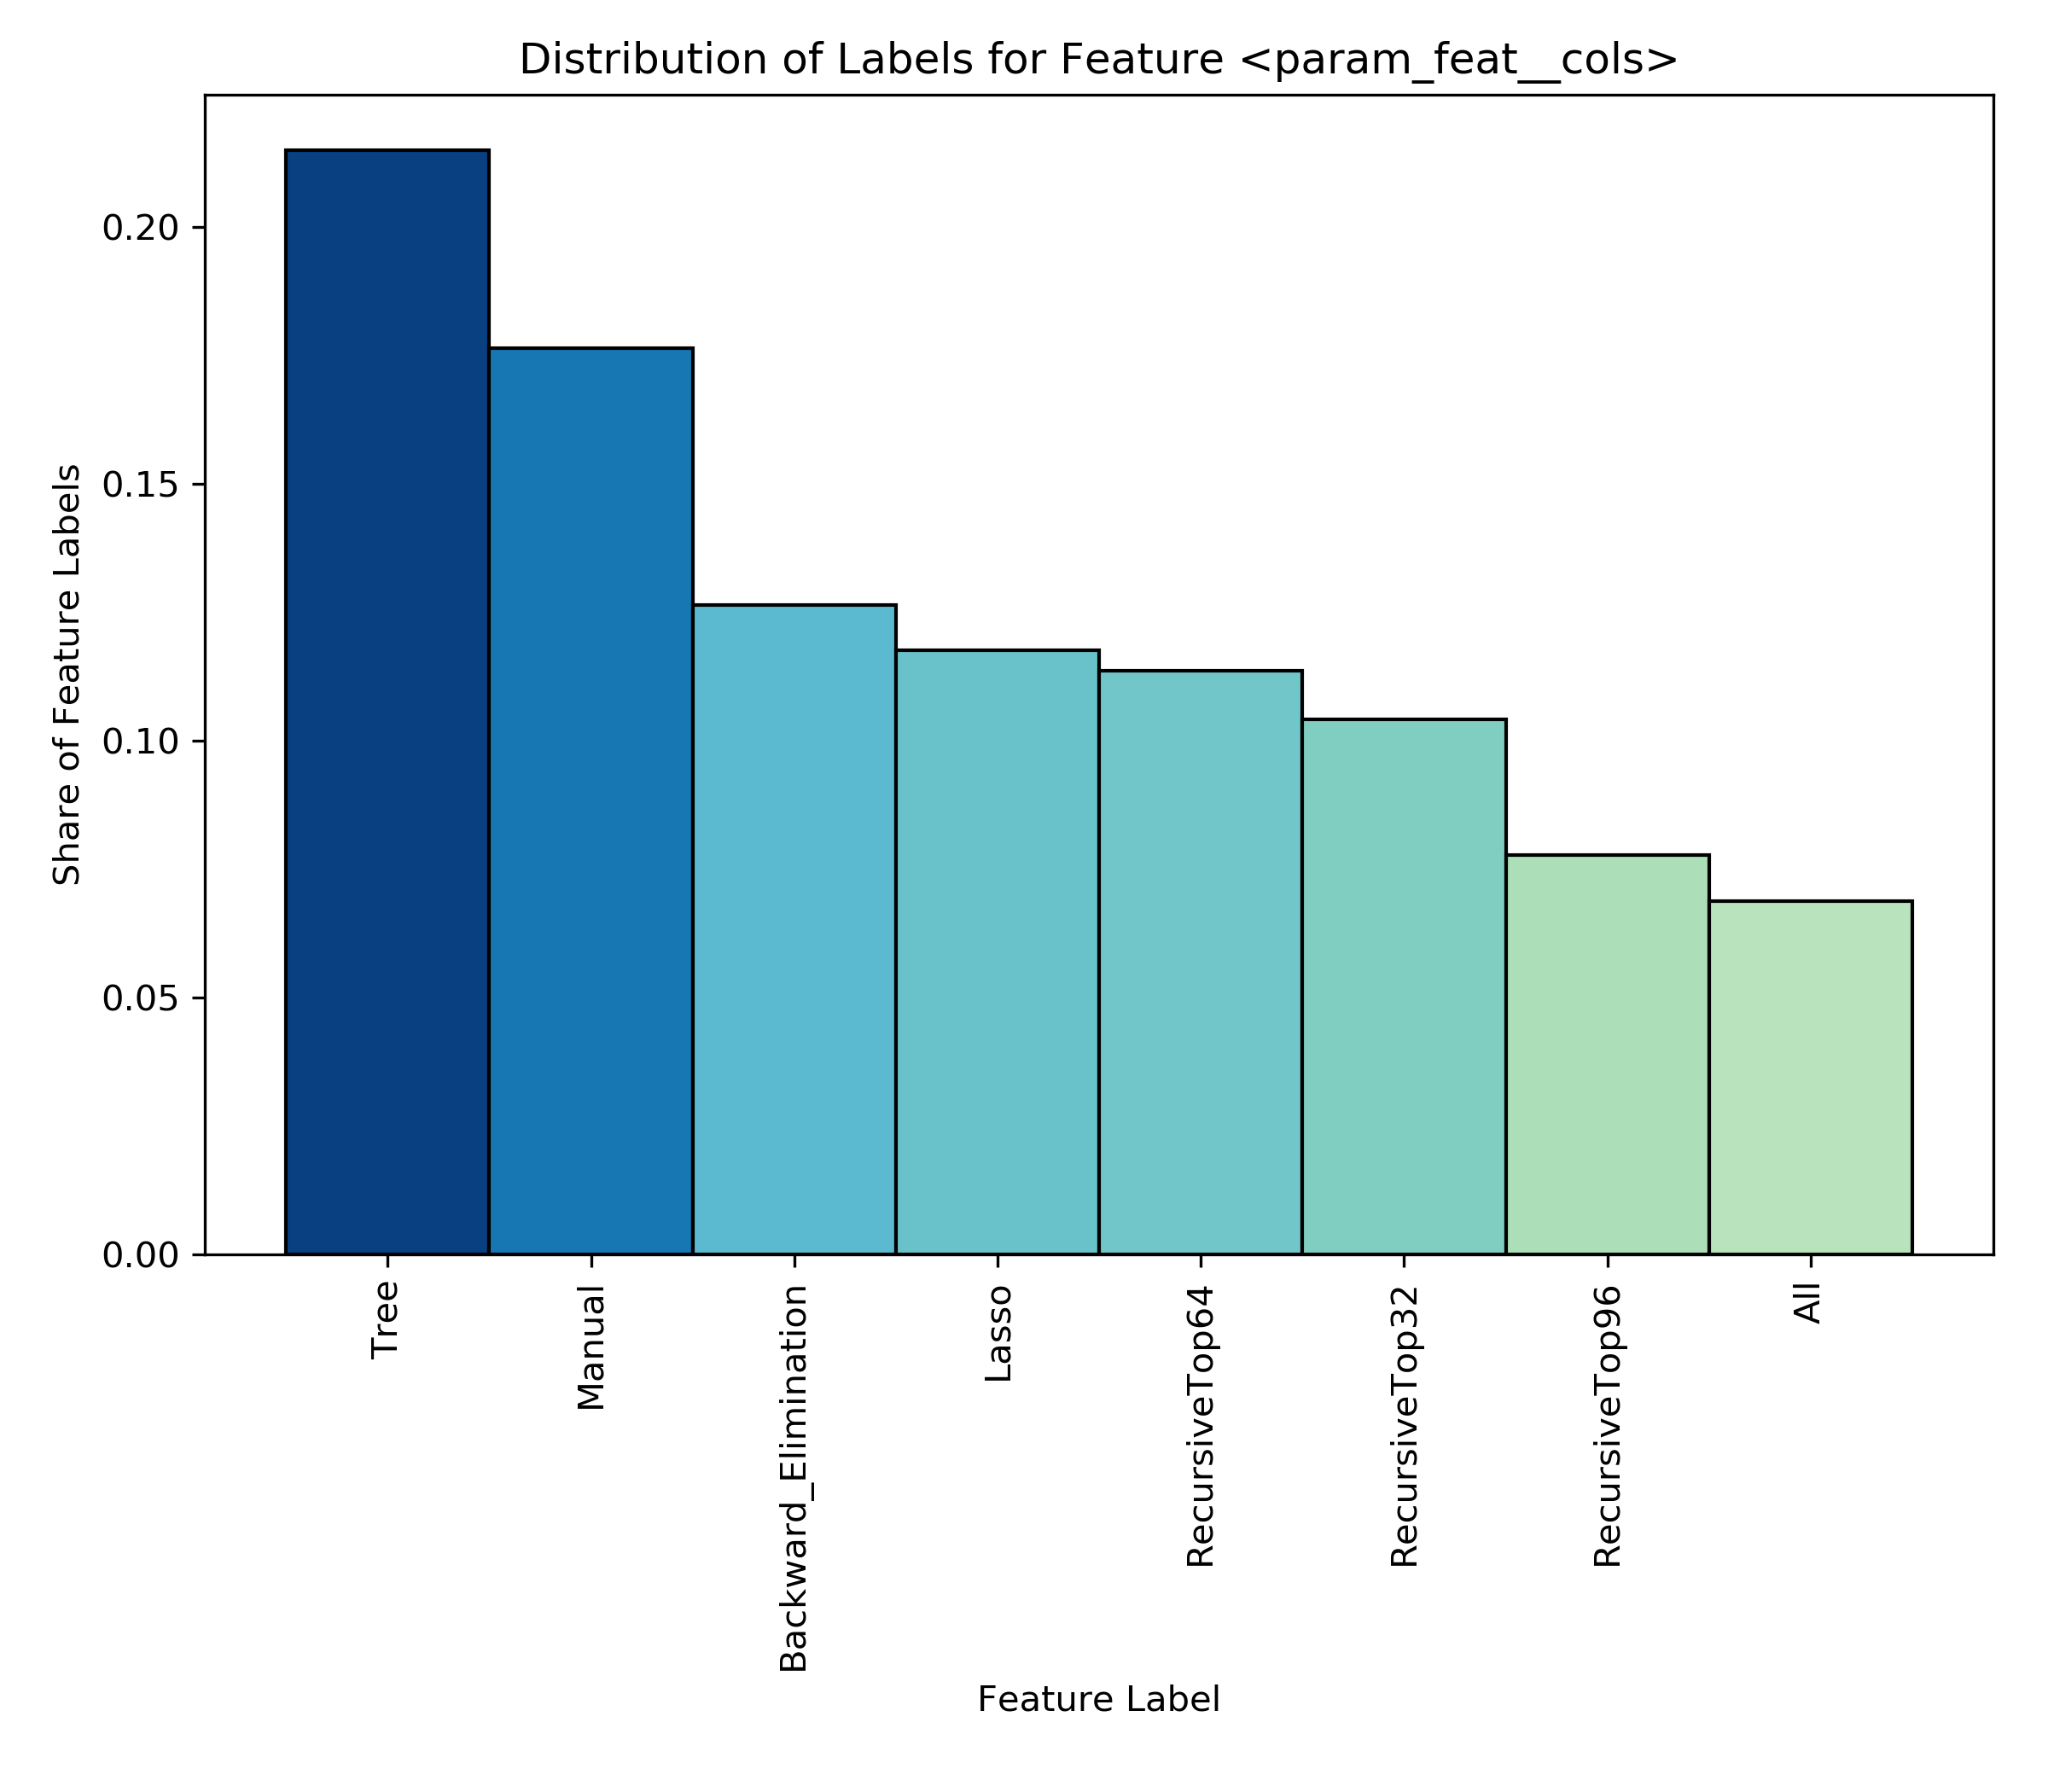 Distribution of Labels for Feature <param_feat__cols>
Share of Feature Labels
0.20
0.15
0.10
0.05
0.00
Tree
Manual
Backward_Elimination
Lasso
RecursiveTop64
RecursiveTop32
RecursiveTop96
All
Feature Label